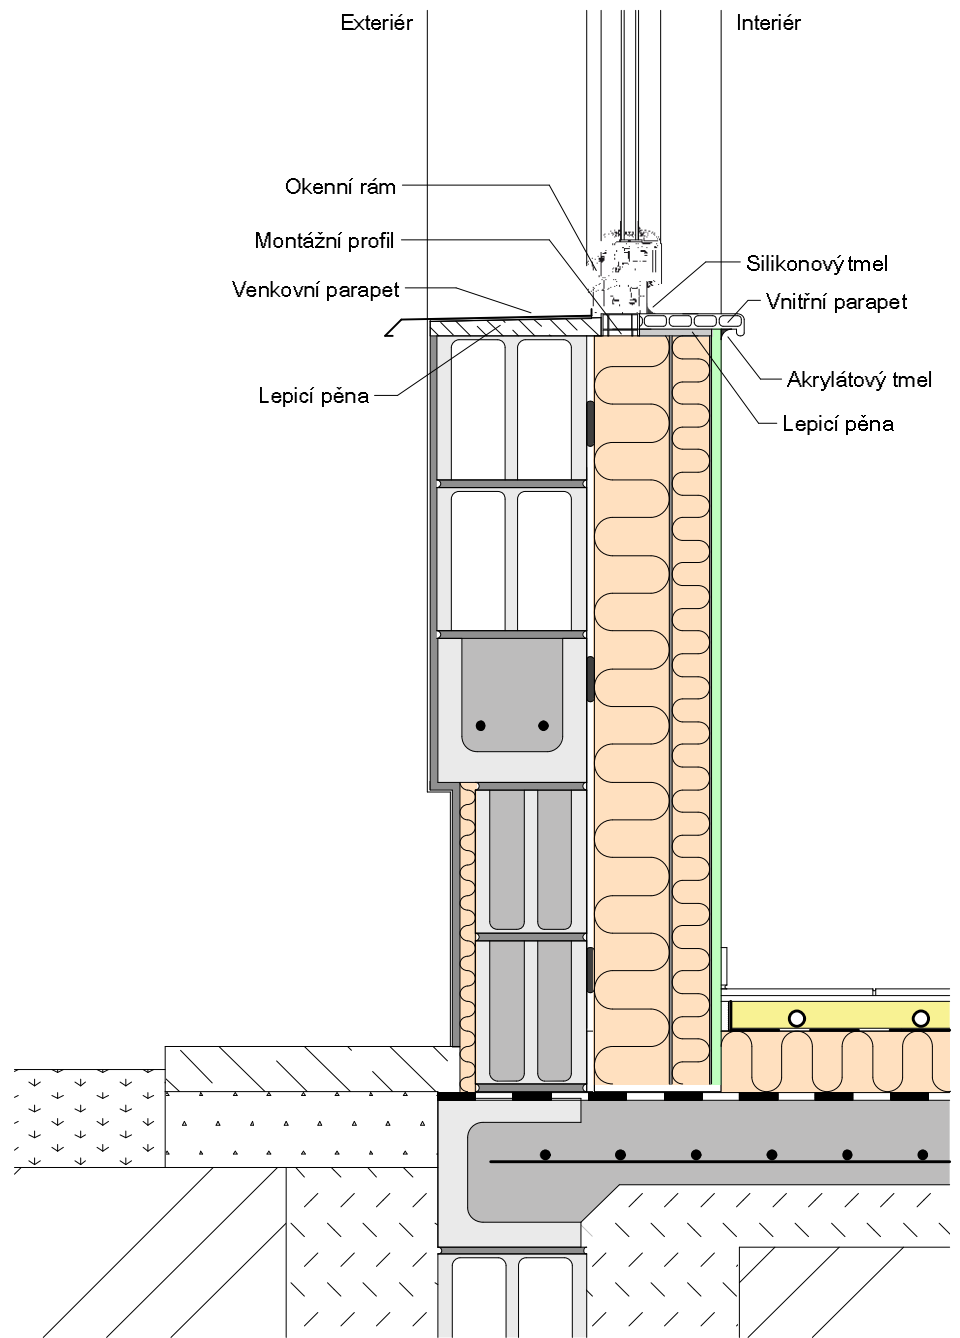 Exteriér
Interiér
Okenní rám
Montážní profil
Venkovní parapet
Lepicí pěna
Silikonový tmel
Vnitřní parapet
Akrylátový tmel
Lepicí pěna